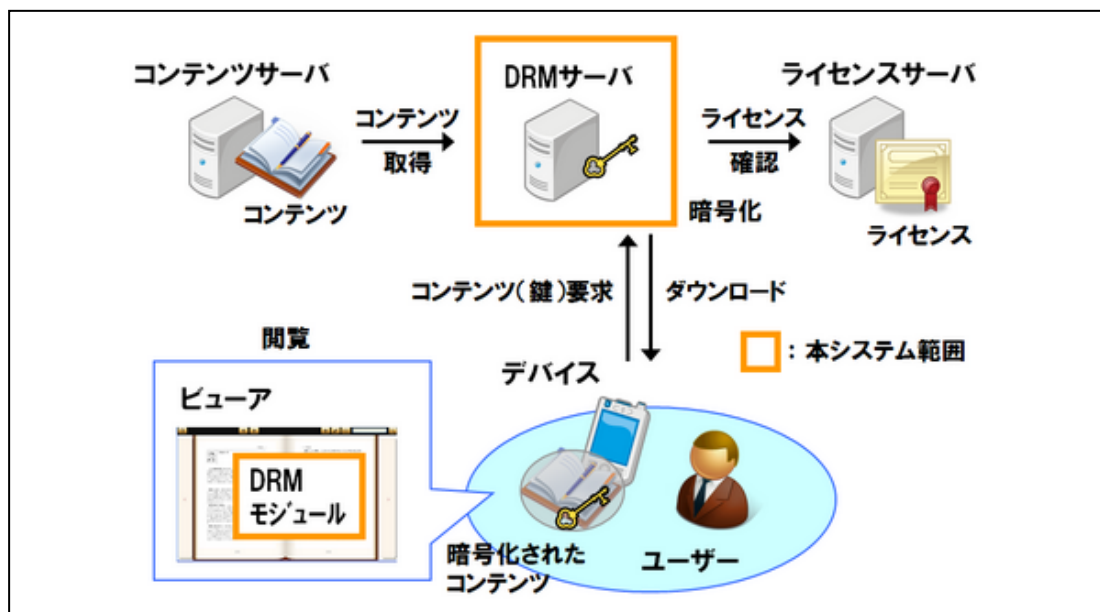 コンテンツサーバ
DRMサーバ
ライセンスサーバ
コンテンツ
取得
ライセンス
確認
コンテンツ
暗号化
ライセンス
コンテンツ(鍵)要求
ダウンロード
閲覧
：本システム範囲
デバイス
ビューア
DRM
モジュール
暗号化された
コンテンツ
ユーザー